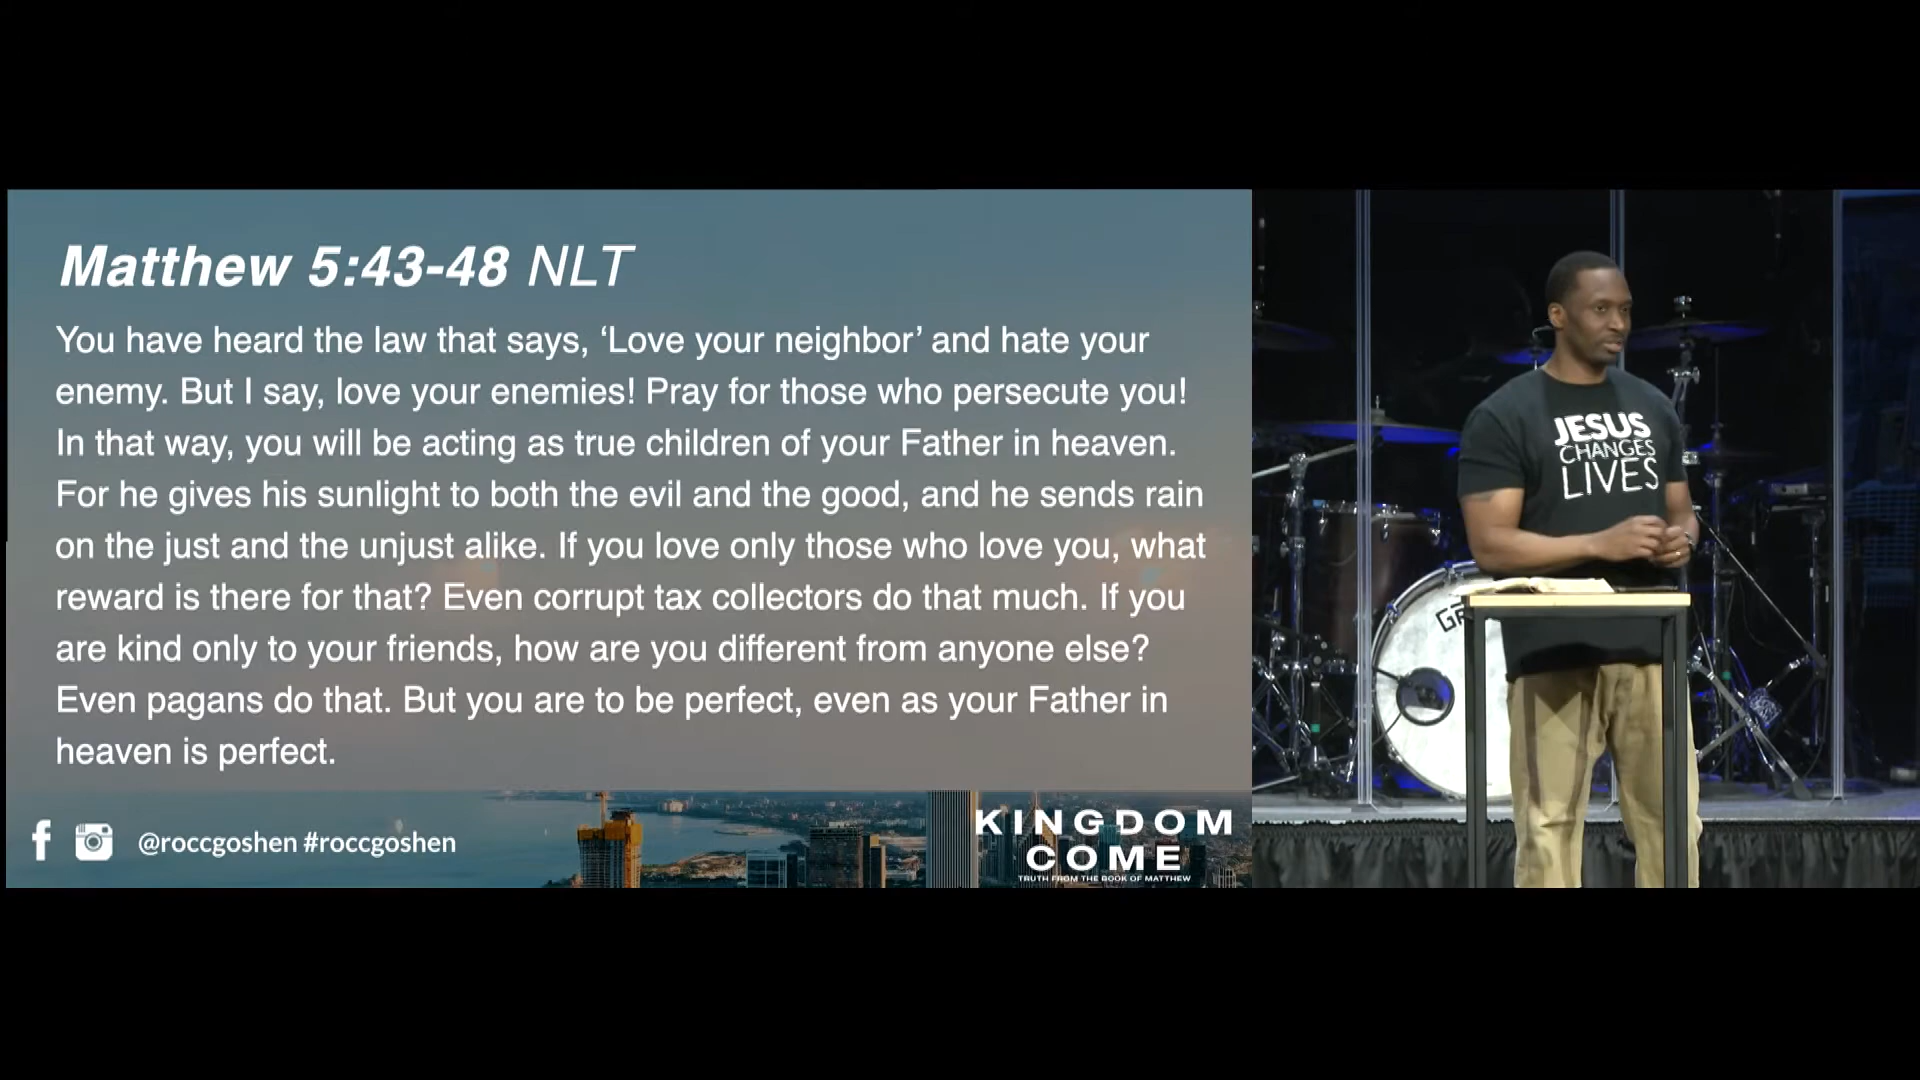 Matthew 5:43-48 NLT
You have heard the law that says, ‘Love your neighbor’ and hate your
enemy. But I say, love your enemies! Pray for those who persecute you!
In that way, you will be acting as true children of your Father in heaven.
For he gives his sunlight to both the evil and the good, and he sends rain
on the just and the unjust alike. If you love only those who love you, what
reward is there for that? Even corrupt tax collectors do that much. If you
are kind only to your friends, how are you different from anyone else?
Even pagans do that. But you are to be perfect, even as your Father in
heaven is perfect.
@roccgoshen #roccgoshen
KINGDOM
COME
TRUTH FROM THE BOOK OF MATTHEW
JESUS
CHANGES
LIVES